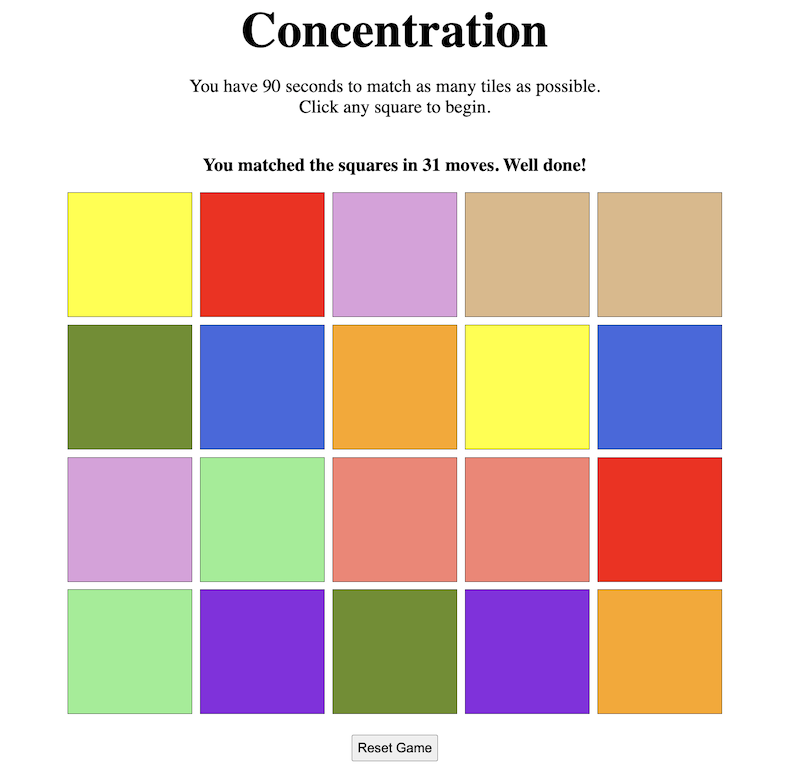 Concentration
You have 90 seconds to match as many tiles as possible.
Click any square to begin.
You matched the squares in 31 moves. Well done!
Reset Game